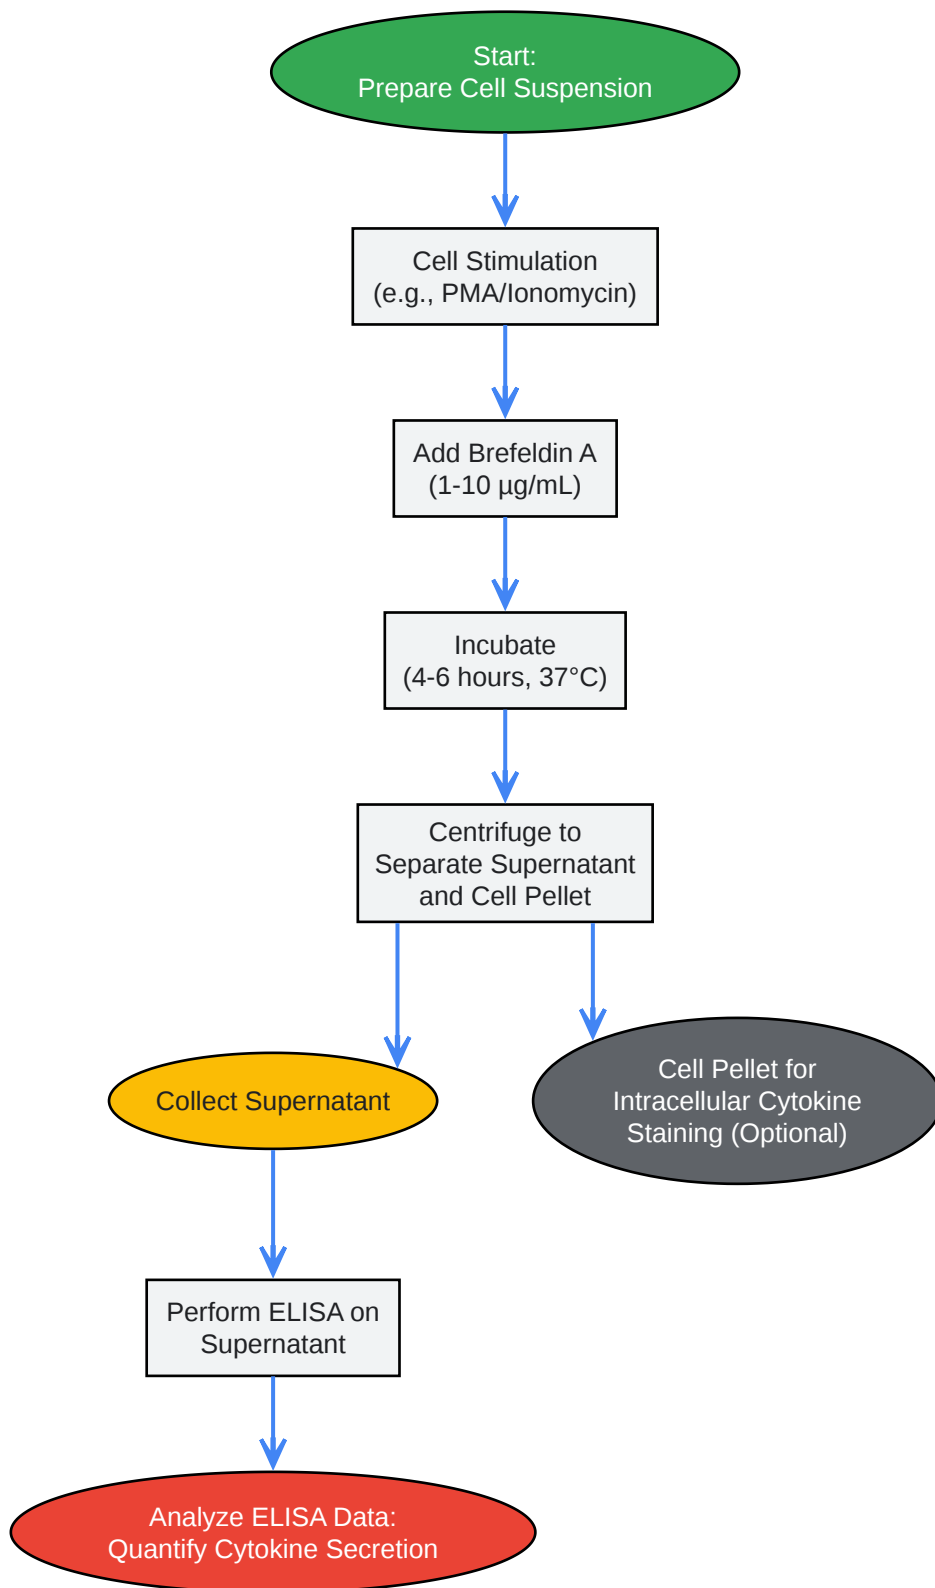 Start:
Prepare Cell Suspension
Cell Stimulation
(e.g., PMA/Ionomycin)
Add Brefeldin A
(1-10 µg/mL)
Incubate
(4-6 hours, 37°C)
Centrifuge to
Separate Supernatant
and Cell Pellet
Collect Supernatant
Cell Pellet for
Intracellular Cytokine
Staining (Optional)
Perform ELISA on
Supernatant
Analyze ELISA Data:
Quantify Cytokine Secretion